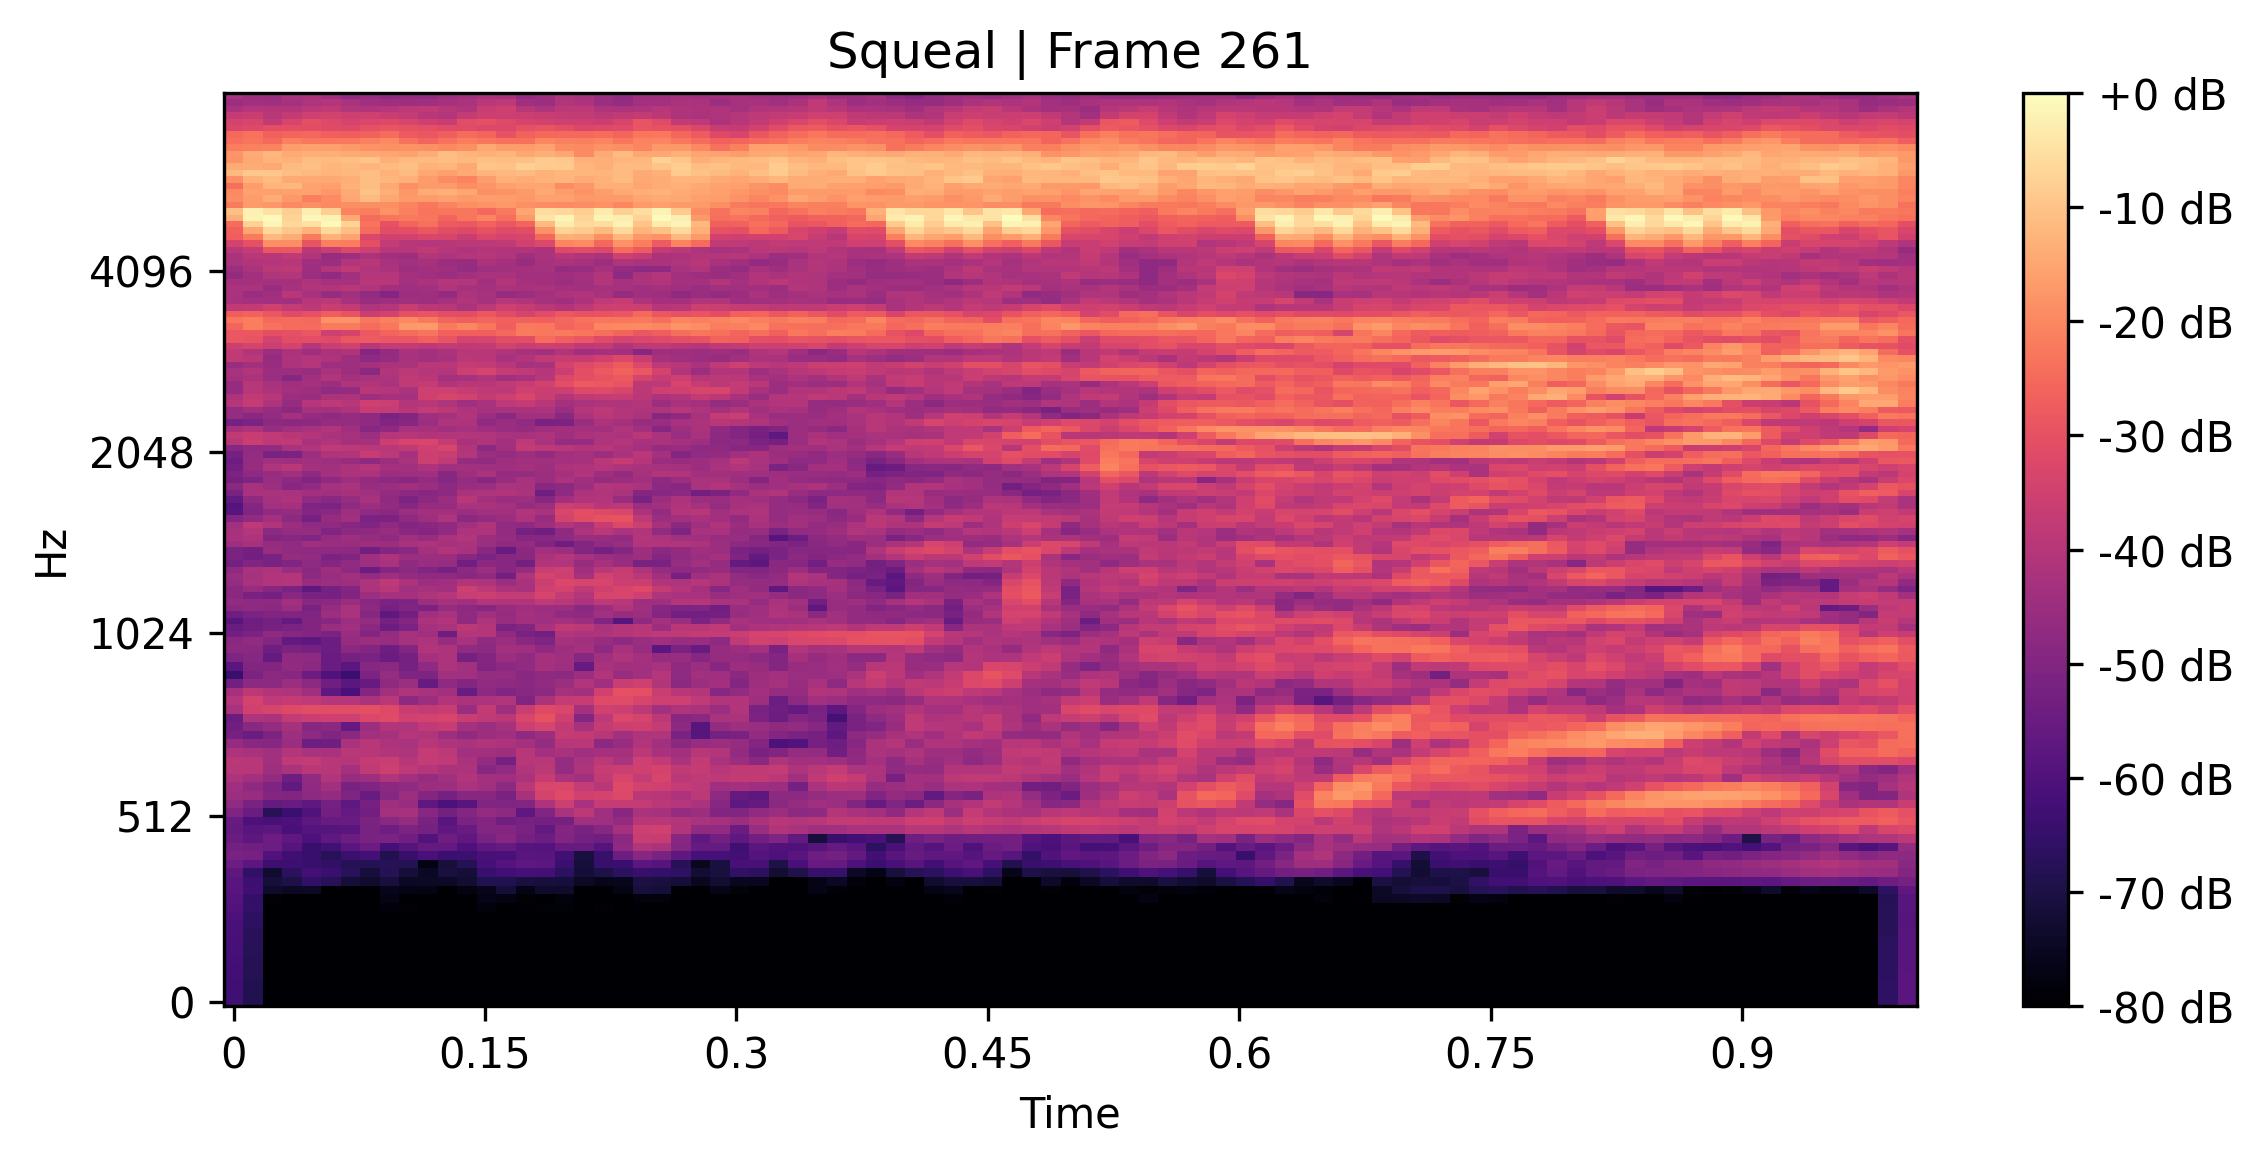 Squeal | Frame 261
Hz
4096
2048
1024
512
0
0 0.15 0.3 0.45 0.6 0.75 0.9
Time
+0 dB
-10 dB
-20 dB
-30 dB
-40 dB
-50 dB
-60 dB
-70 dB
-80 dB